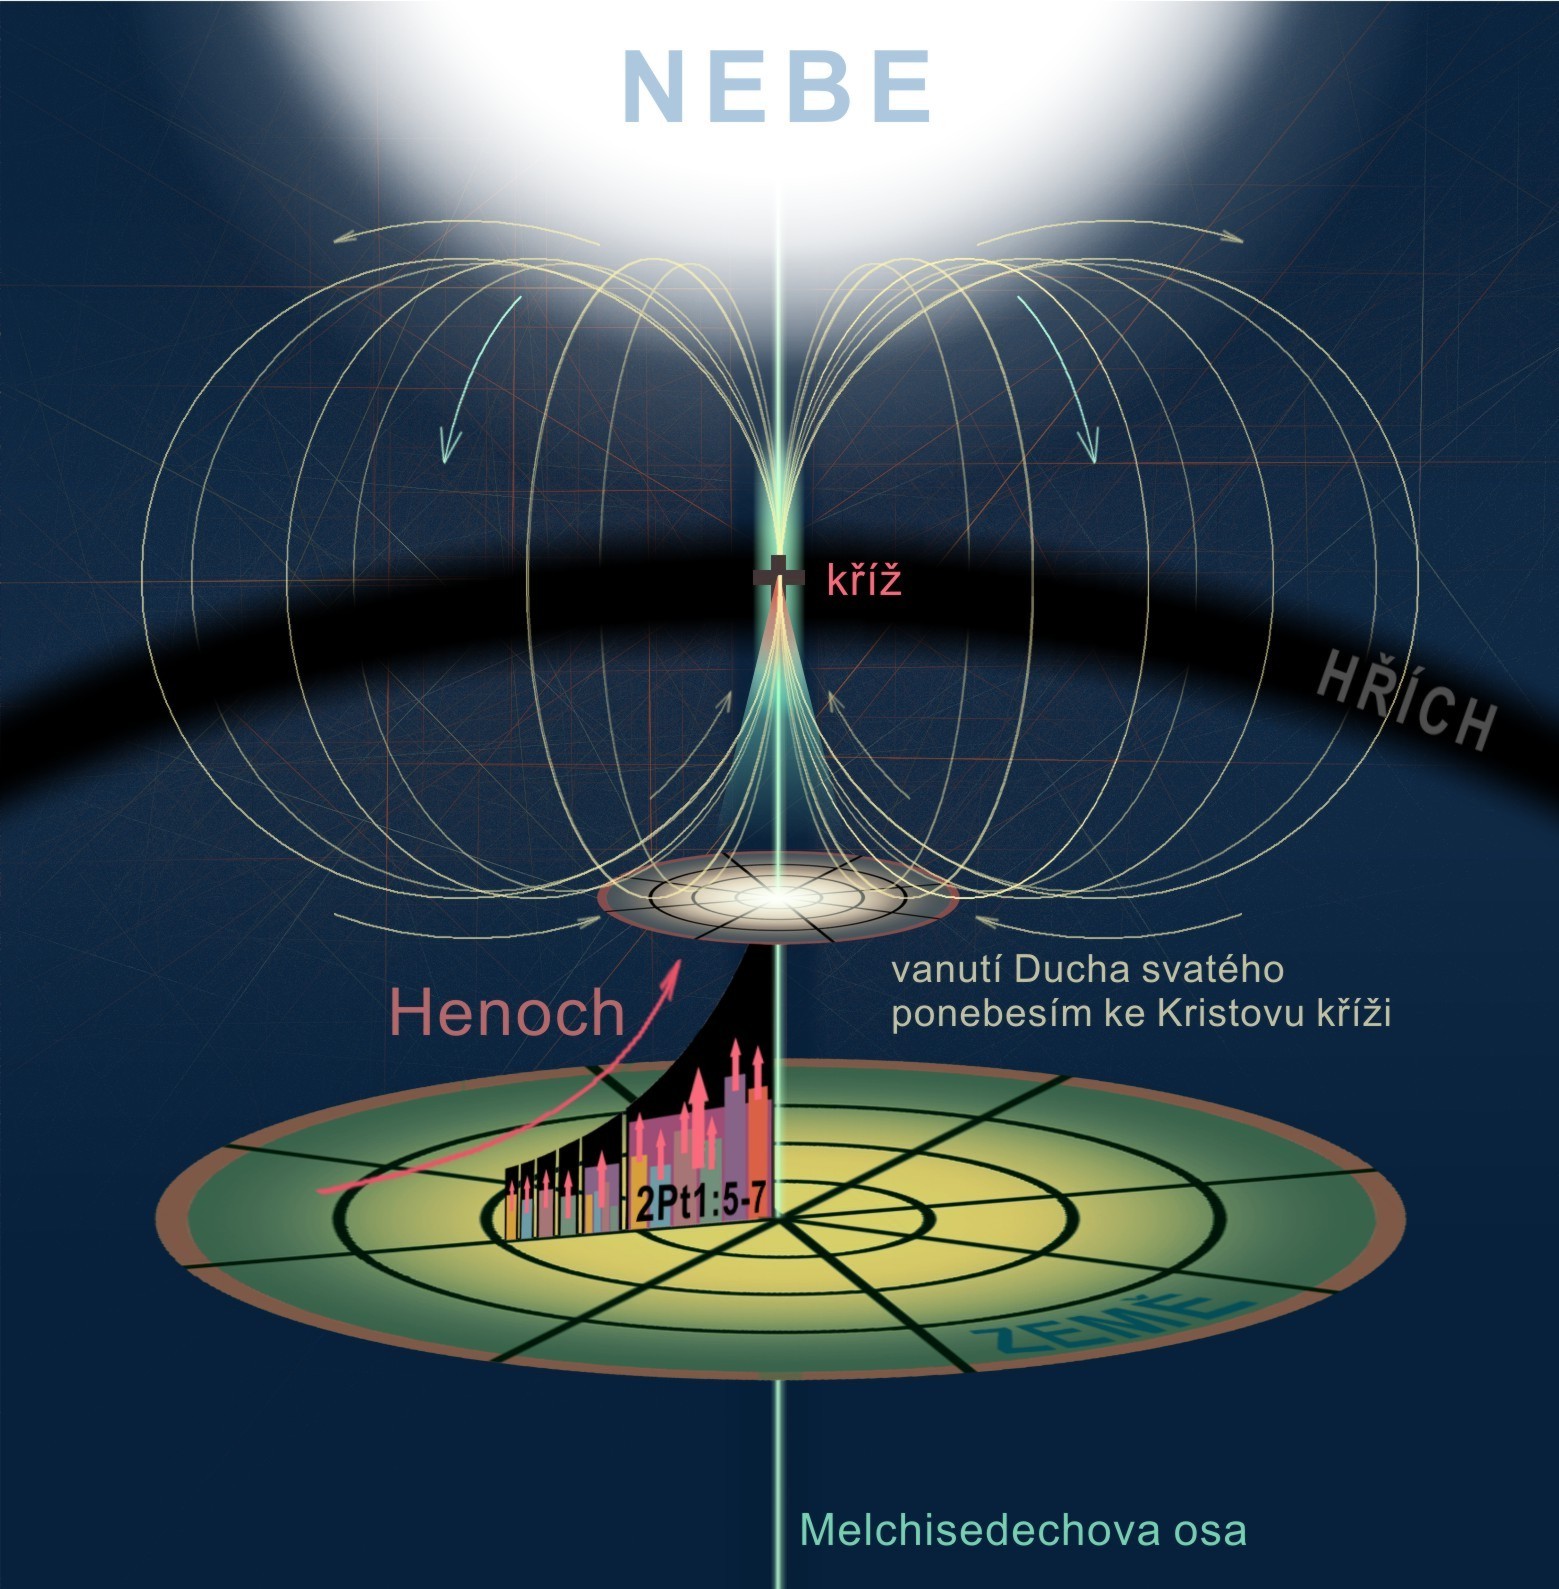 NEBE
kříž
HŘÍCH
vanutí Ducha svatého
ponebesím ke Kristovu kříži
Henoch
2Pt1:5-7
ZEMĚ
Melchisedechova osa